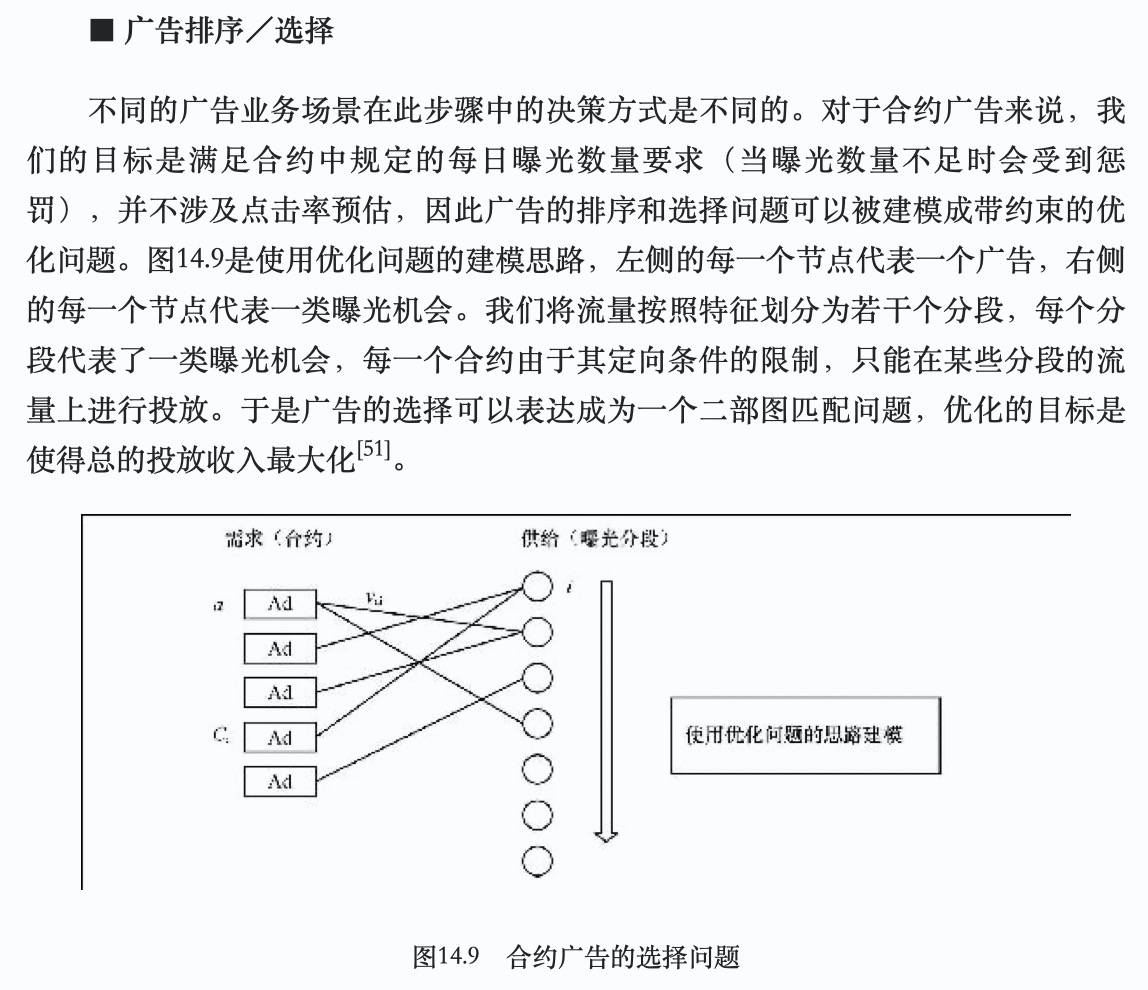 ■ 广告排序／选择
不同的广告业务场景在此步骤中的决策方式是不同的。对于合约广告来说，我
们的目标是满足合约中规定的每日曝光数量要求（当曝光数量不足时会受到惩
罚），并不涉及点击率预估，因此广告的排序和选择问题可以被建模成带约束的优
化问题。图14.9是使用优化问题的建模思路，左侧的每一个节点代表一个广告，右侧
的每一个节点代表一类曝光机会。我们将流量按照特征划分为若干个分段，每个分
段代表了一类曝光机会，每一个合约由于其定向条件的限制，只能在某些分段的流
量上进行投放。于是广告的选择可以表达成为一个二部图匹配问题，优化的目标是
使得总的投放收入最大化[51]。
需求（合约） 供给（曝光分段）
a Ad i
Ad
Ad
Ad
Ad
使用优化问题的思路建模
图14.9 合约广告的选择问题